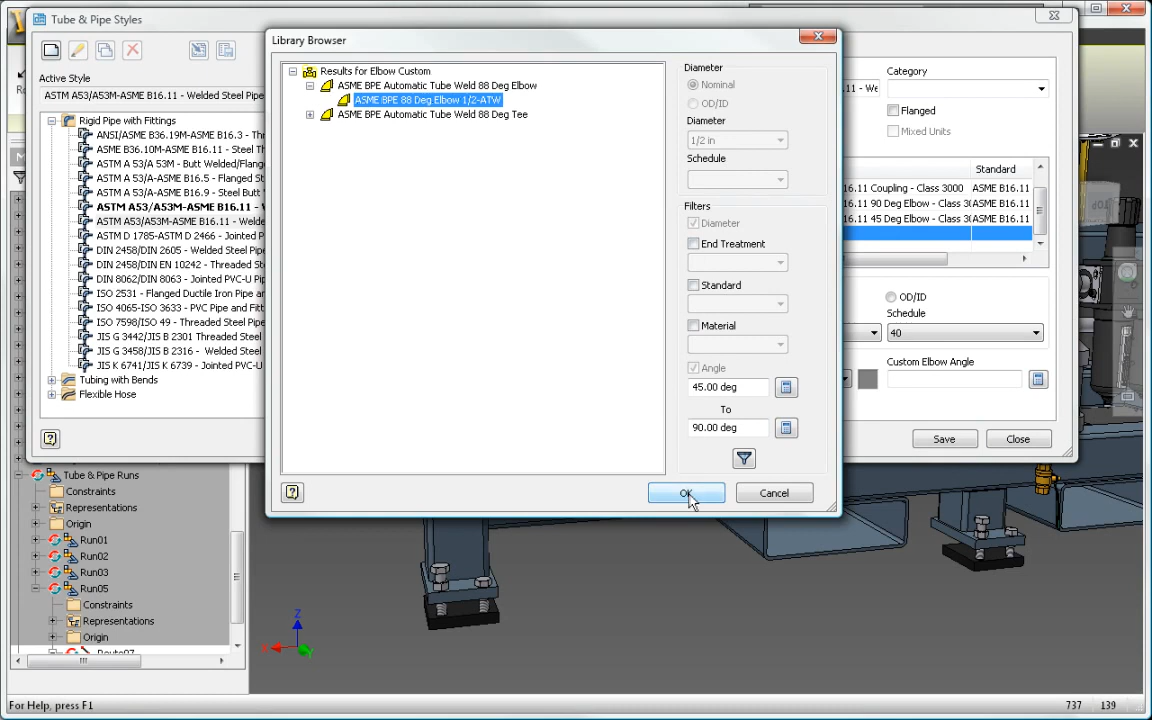 Tube & Pipe Styles
Active Style
ASTM A53/A53M-ASME B16.11 - Welded Steel Pipe
Rigid Pipe with Fittings
ANSI/ASME B36.19M-ASME B16.3 - Thre
ASME B36.10M-ASME B16.11 - Steel Th
ASTM A 53/A 53M - Butt Welded/Flang
ASTM A 53/A-ASME B16.5 - Flanged St
ASTM A 53/A-ASME B16.9 - Steel Butt
ASTM A53/A53M-ASME B16.11 -
ASTM A53/A53M-ASME B16.11 - Welde
ASTM D 1785-ASTM D 2466 - Jointed P
DIN 2458/DIN 2605 - Welded Steel Pipe
DIN 2458/DIN EN 10242 - Threaded St
DIN 8062/DIN 8063 - Jointed PVC-U Pi
ISO 2531 - Flanged Ductile Iron Pipe an
ISO 4065-ISO 3633 - PVC Pipe and Fitt
ISO 7598/ISO 49 - Threaded Steel Pip
JIS G 3442/JIS B 2301 Threaded Steel
JIS G 3458/JIS B 2316 - Welded Steel
JIS K 6741/JIS K 6739 - Jointed PVC-U
Tubing with Bends
Flexible Hose
Library Browser
Results for Elbow Custom
ASME BPE Automatic Tube Weld 88 Deg Elbow
ASME BPE 88 Deg Elbow 1/2-ATW
ASME BPE Automatic Tube Weld 88 Deg Tee
Diameter
Nominal
OD/ID
Diameter
1/2 in
Schedule
Filters
Diameter
End Treatment
Standard
Material
Angle
45.00 deg
To
90.00 deg
OK
Cancel
Category
.11 - We
Flanged
Mixed Units
Standard
16.11 Coupling - Class 3000 ASME B16.11
16.11 90 Deg Elbow - Class 3( ASME B16.11
16.11 45 Deg Elbow - Class 3( ASME B16.11
OD/ID
Schedule
40
Custom Elbow Angle
Save
Close
TOP
Tube & Pipe Runs
Constraints
Representations
Origin
Run01
Run02
Run03
Run05
Constraints
Representations
Origin
Route07
Z
X
Y
For Help, press F1
737
139